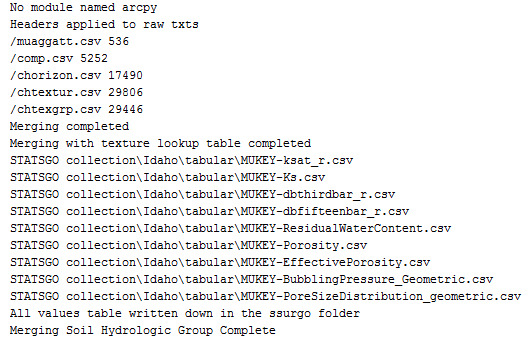 No module named arcpy
Headers applied to raw txts
/muaggatt.csv 536
/comp.csv 5252
/chorizon.csv 17490
/chtextur.csv 29806
/chtexgrp.csv 29446
Merging completed
Merging with texture lookup table completed
STATSGO collection\Idaho\tabular\MUKEY-ksat_r.csv
STATSGO collection\Idaho\tabular\MUKEY-Ks.csv
STATSGO collection\Idaho\tabular\MUKEY-dbthirdbar_r.csv
STATSGO collection\Idaho\tabular\MUKEY-dbfifteenbar_r.csv
STATSGO collection\Idaho\tabular\MUKEY-ResidualWaterContent.csv
STATSGO collection\Idaho\tabular\MUKEY-Porosity.csv
STATSGO collection\Idaho\tabular\MUKEY-EffectivePorosity.csv
STATSGO collection\Idaho\tabular\MUKEY-BubblingPressure_Geometric.csv
STATSGO collection\Idaho\tabular\MUKEY-PoreSizeDistribution_geometric.csv
All values table written down in the ssurgo folder
Merging Soil Hydrologic Group Complete